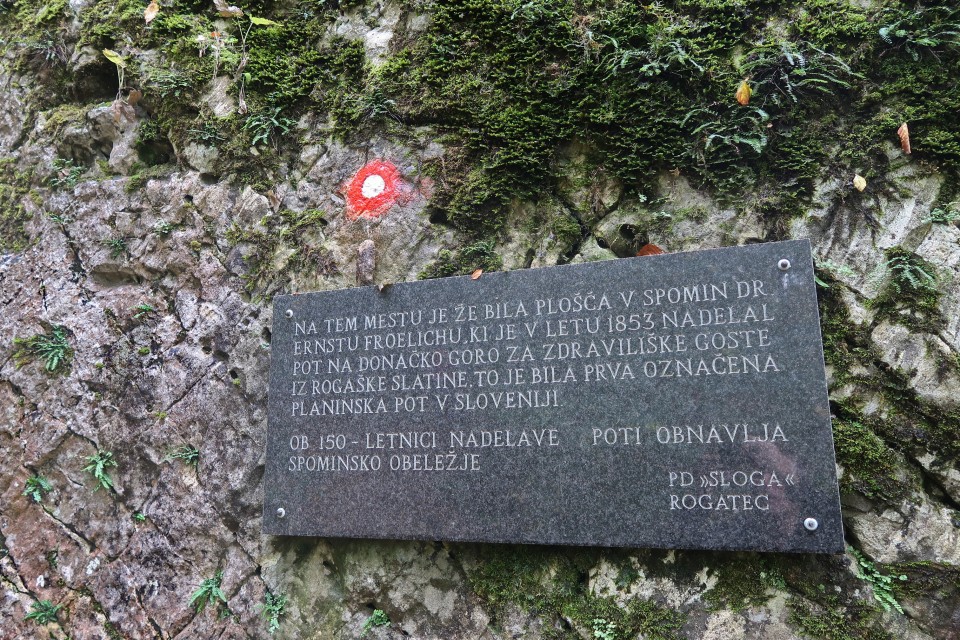 NA TEM MESTU JE ŽE BILA PLOŠČA V SPOMIN DR.
ERNSTU FROELICHU, KI JE V LETU 1853 NADELAL
POT NA DONAČKO GORO ZA ZDRAVILIŠKE GOSTE
IZ ROGAŠKE SLATINE. TO JE BILA PRVA OZNAČENA
PLANINSKA POT V SLOVENIJI.
OB 150-LETNICI NADELAVE POTI OBNAVLJA
SPOMINSKO OBELEŽJE
PD »SLOGA«
ROGATEC